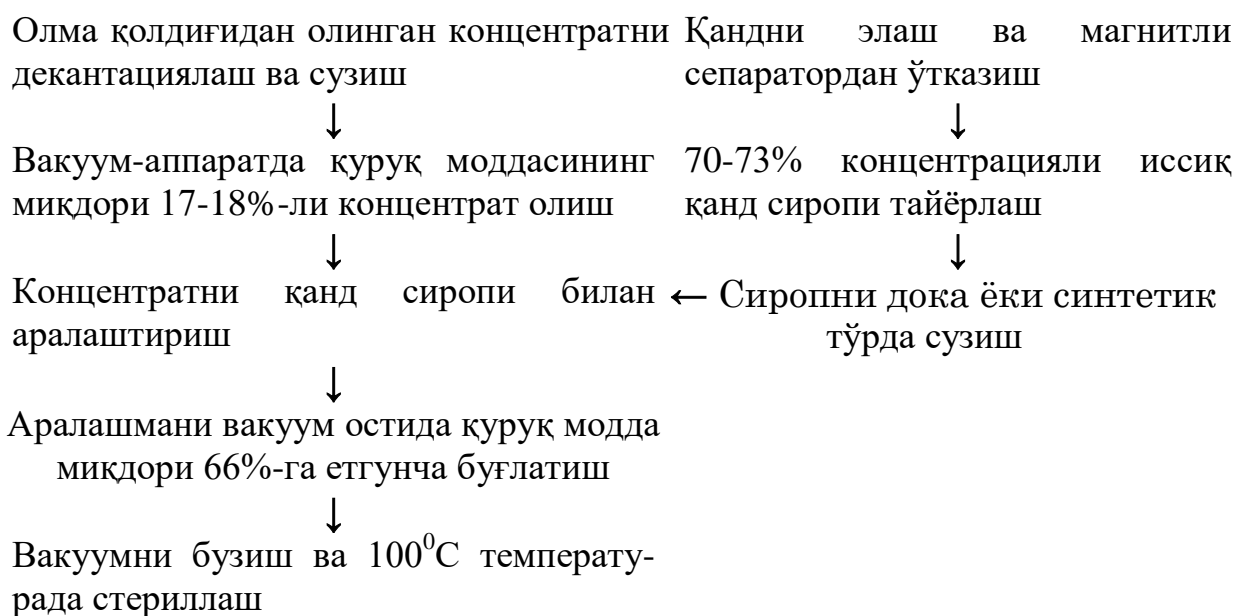 Олма қолдиғидан олинган концентратни
декантациялаш ва сузиш
↓
Вакуум-аппаратда қуруқ моддасининг
миқдори 17-18%-ли концентрат олиш
↓
Концентратни қанд сиропи билан
аралаштириш
↓
Аралашмани вакуум остида қуруқ модда
миқдори 66%-га етгунча буғлатиш
↓
Вакуумни бузиш ва 100⁰С температу-
рада стериллаш
Қандни элаш ва магнитли
сепаратордан ўтказиш
↓
70-73% концентрацияли иссиқ
қанд сиропи тайёрлаш
↓
← Сиропни дока ёки синтетик
тўрда сузиш